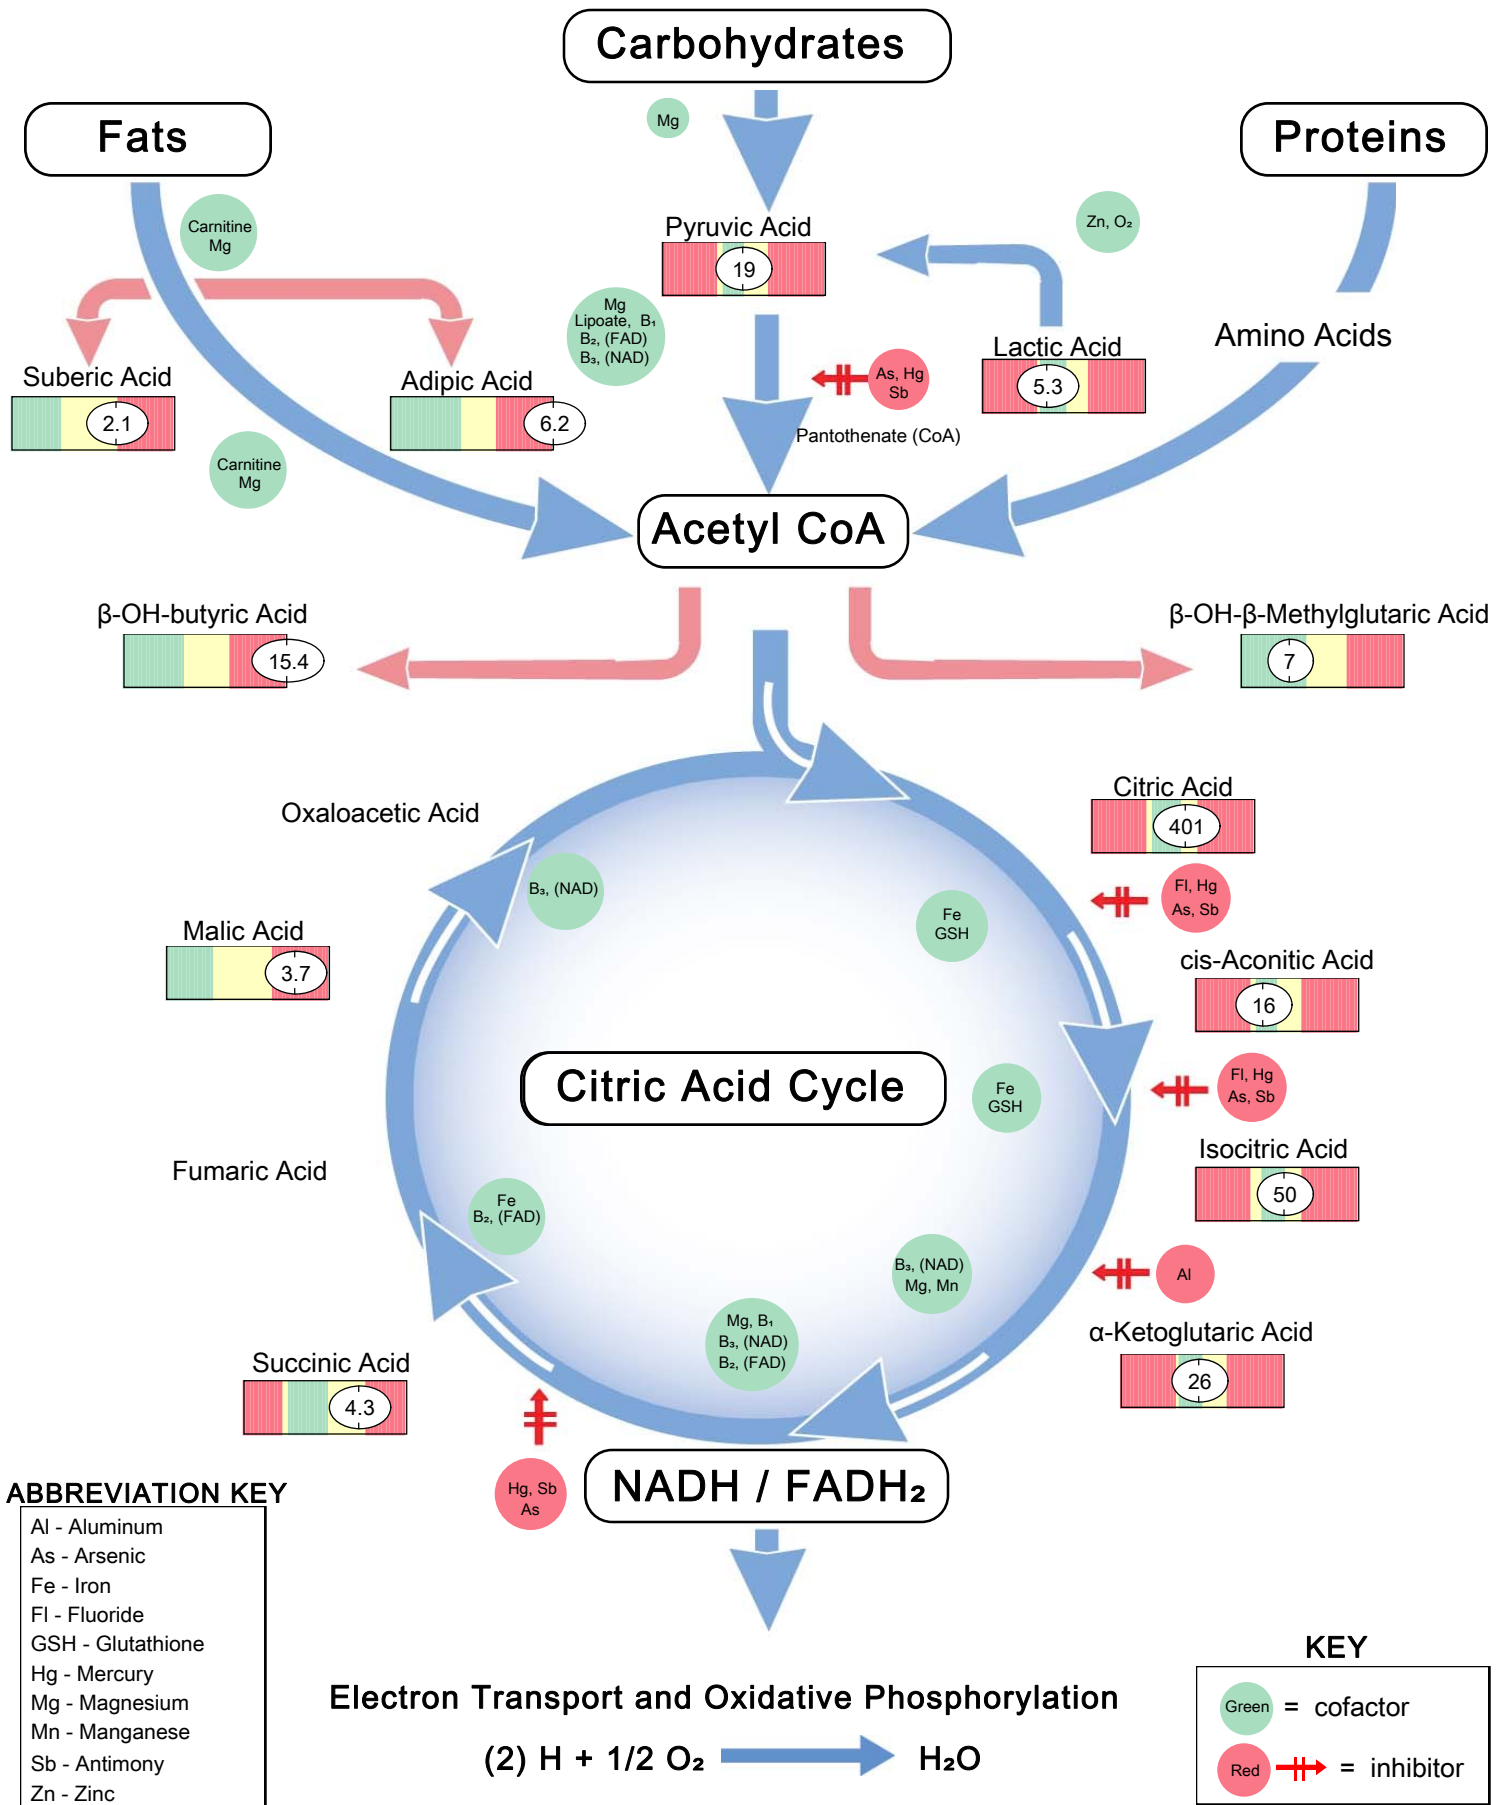 Carbohydrates
Fats
Proteins
Mg
Carnitine
Mg
Zn, O₂
Pyruvic Acid
19
Mg
Lipoate, B₁
B₂, (FAD)
B₃, (NAD)
Lactic Acid
5.3
Amino Acids
As, Hg
Sb
Suberic Acid
2.1
Adipic Acid
6.2
Pantothenate (CoA)
Carnitine
Mg
Acetyl CoA
β-OH-butyric Acid
15.4
β-OH-β-Methylglutaric Acid
7
Oxaloacetic Acid
Citric Acid
401
B₃, (NAD)
Fl, Hg
As, Sb
Fe
GSH
Malic Acid
3.7
cis-Aconitic Acid
16
Citric Acid Cycle
Fe
GSH
Fl, Hg
As, Sb
Isocritric Acid
50
Fumaric Acid
Fe
B₂, (FAD)
B₃, (NAD)
Mg, Mn
Al
Mg, B₁
B₃, (NAD)
B₂, (FAD)
α-Ketoglutaric Acid
26
Succinic Acid
4.3
Hg, Sb
As
NADH / FADH₂
ABBREVIATION KEY
Al - Aluminum
As - Arsenic
Fe - Iron
Fl - Fluoride
GSH - Glutathione
Hg - Mercury
Mg - Magnesium
Mn - Manganese
Sb - Antimony
Zn - Zinc
Electron Transport and Oxidative Phosphorylation
(2) H + 1/2 O₂
H₂O
KEY
Green = cofactor
Red = inhibitor